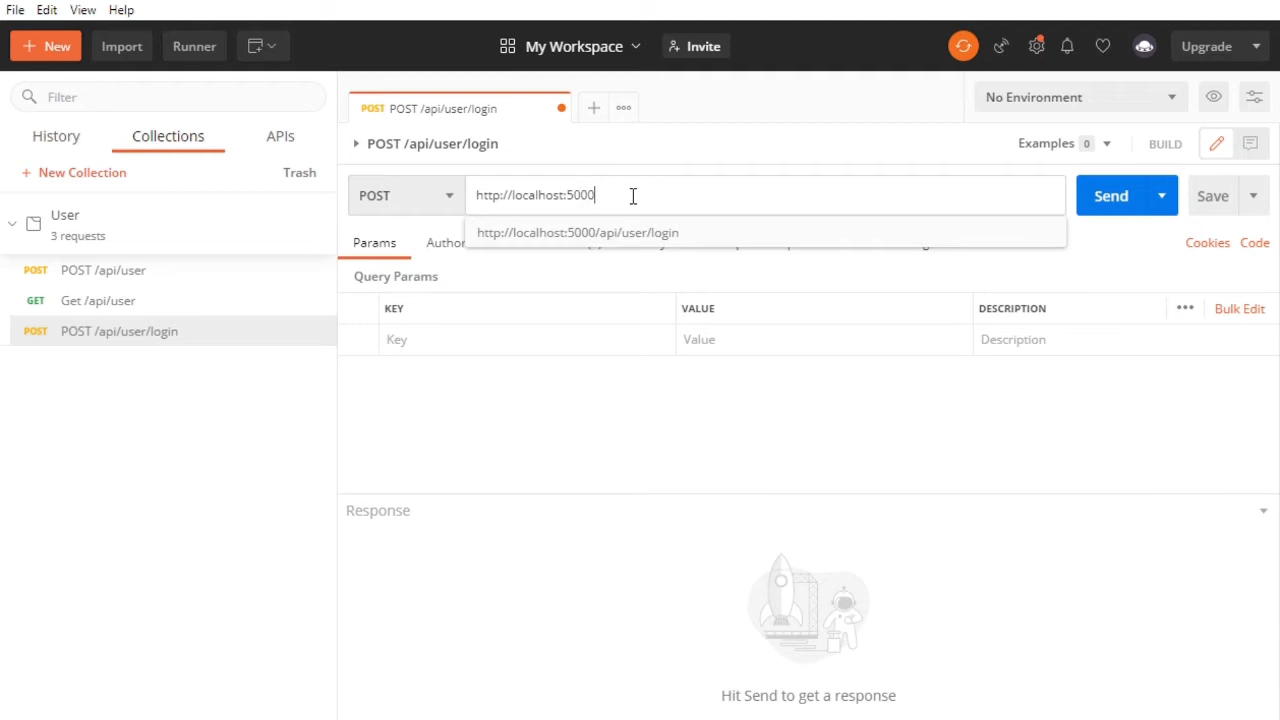 File Edit View Help
+ New Import Runner My Workspace Invite Upgrade
Filter
History Collections APIs
+ New Collection Trash
User
3 requests
POST POST /api/user
GET Get /api/user
POST POST /api/user/login
POST POST /api/user/login No Environment
POST /api/user/login Examples 0 BUILD
POST http://localhost:5000 Send Save
http://localhost:5000/api/user/login
Params Author Cookies Code
Query Params
KEY VALUE DESCRIPTION Bulk Edit
Key Value Description
Response
Hit Send to get a response